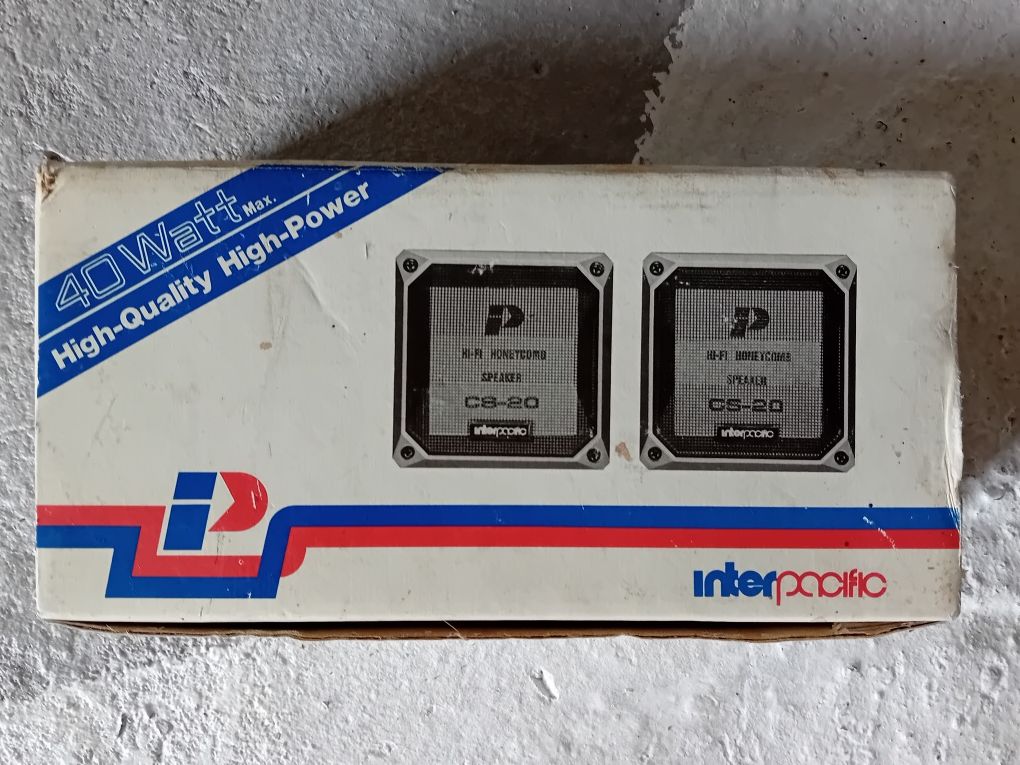 40 Watt Max.
High-Quality High-Power
P
HI-FI HONEYCOMB
SPEAKER
CS-20
interpacific
P
HI-FI HONEYCOMB
SPEAKER
CS-20
interpacific
iP
interpacific